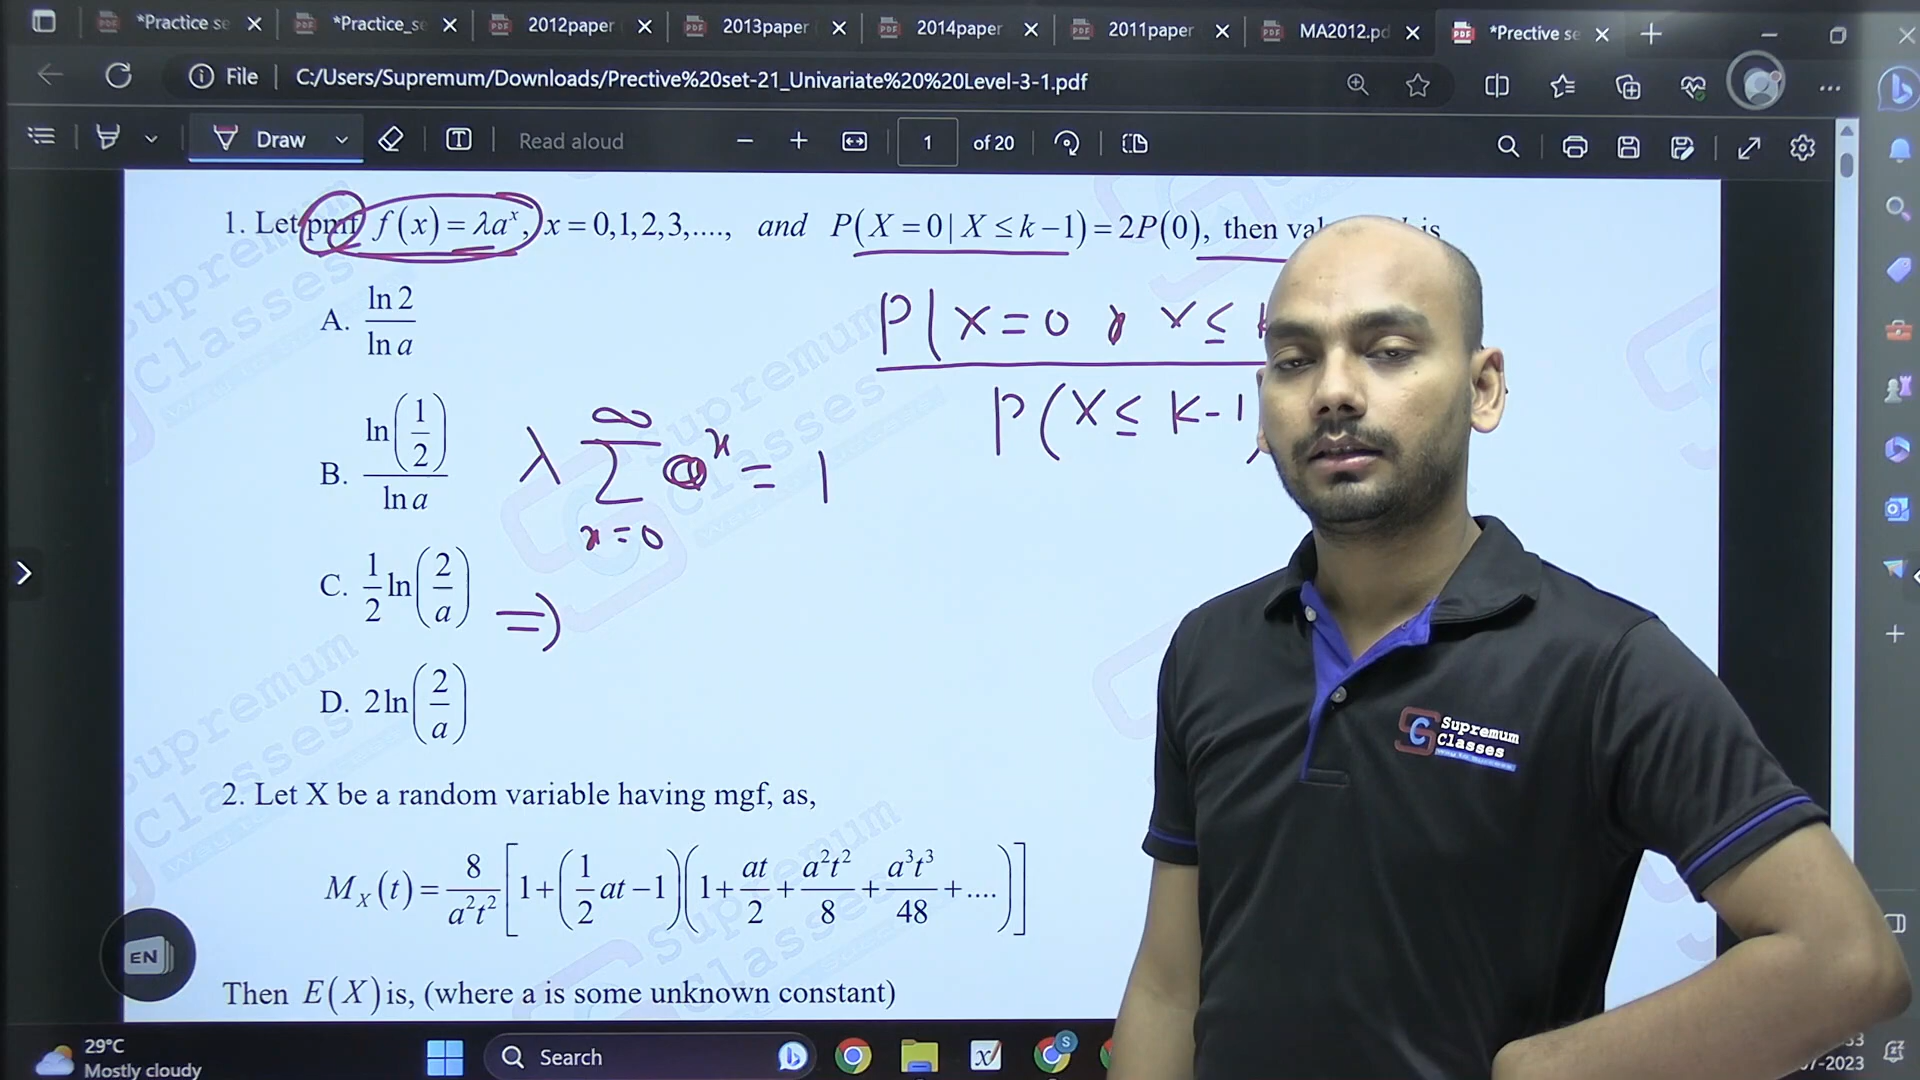 *Practice se
*Practice_se
2012paper
2013paper
2014paper
2011paper
MA2012.pd
*Prective se
File
C:/Users/Supremum/Downloads/Prective%20set-21_Univariate%20%20Level-3-1.pdf
Draw
Read aloud
1
of 20
1. Let pmf f(x) = λa^x, x = 0,1,2,3,...., and P(X = 0 | X ≤ k−1) = 2P(0), then is
A. ln 2 / ln a
P(X=0, X≤
P(X≤ K-1
B. ln(1/2) / ln a
λ ∑_{x=0}^{∞} a^x = 1
C. 1/2 ln(2/a)
=>
D. 2 ln(2/a)
Supremum
Classes
2. Let X be a random variable having mgf, as,
M_X(t) = 8/(a²t²) [1+(1/2 at −1)(1+ at/2 + a²t²/8 + a³t³/48 +....)]
EN
Then E(X) is, (where a is some unknown constant)
29°C
Mostly cloudy
Search
S
Supremum
Classes